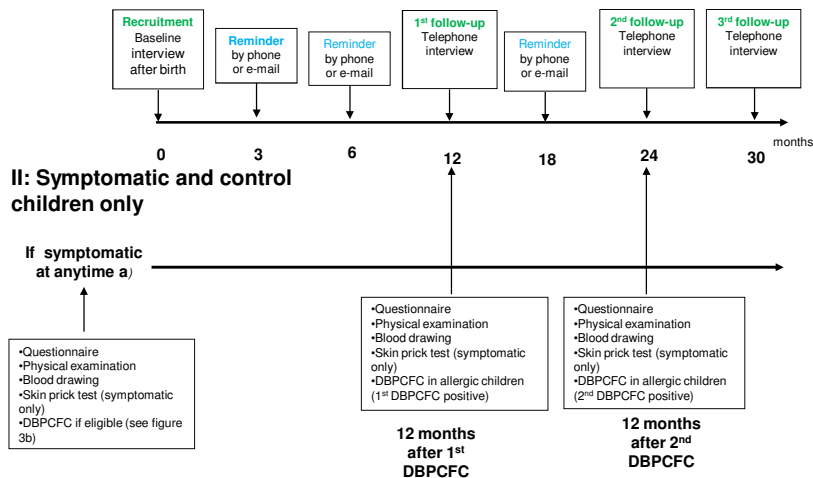 Recruitment
Baseline
interview
after birth
Reminder
by phone
or e-mail
Reminder
by phone
or e-mail
1st follow-up
Telephone
interview
Reminder
by phone
or e-mail
2nd follow-up
Telephone
interview
3rd follow-up
Telephone
interview
months
0 3 6 12 18 24 30
II: Symptomatic and control
children only
If symptomatic
at anytime a)
•Questionnaire
•Physical examination
•Blood drawing
•Skin prick test (symptomatic
only)
•DBPCFC if eligible (see figure
3b)
•Questionnaire
•Physical examination
•Blood drawing
•Skin prick test (symptomatic
only)
•DBPCFC in allergic children
(1st DBPCFC positive)
•Questionnaire
•Physical examination
•Blood drawing
•Skin prick test (symptomatic
only)
•DBPCFC in allergic children
(2nd DBPCFC positive)
12 months
after 1st
DBPCFC
12 months
after 2nd
DBPCFC